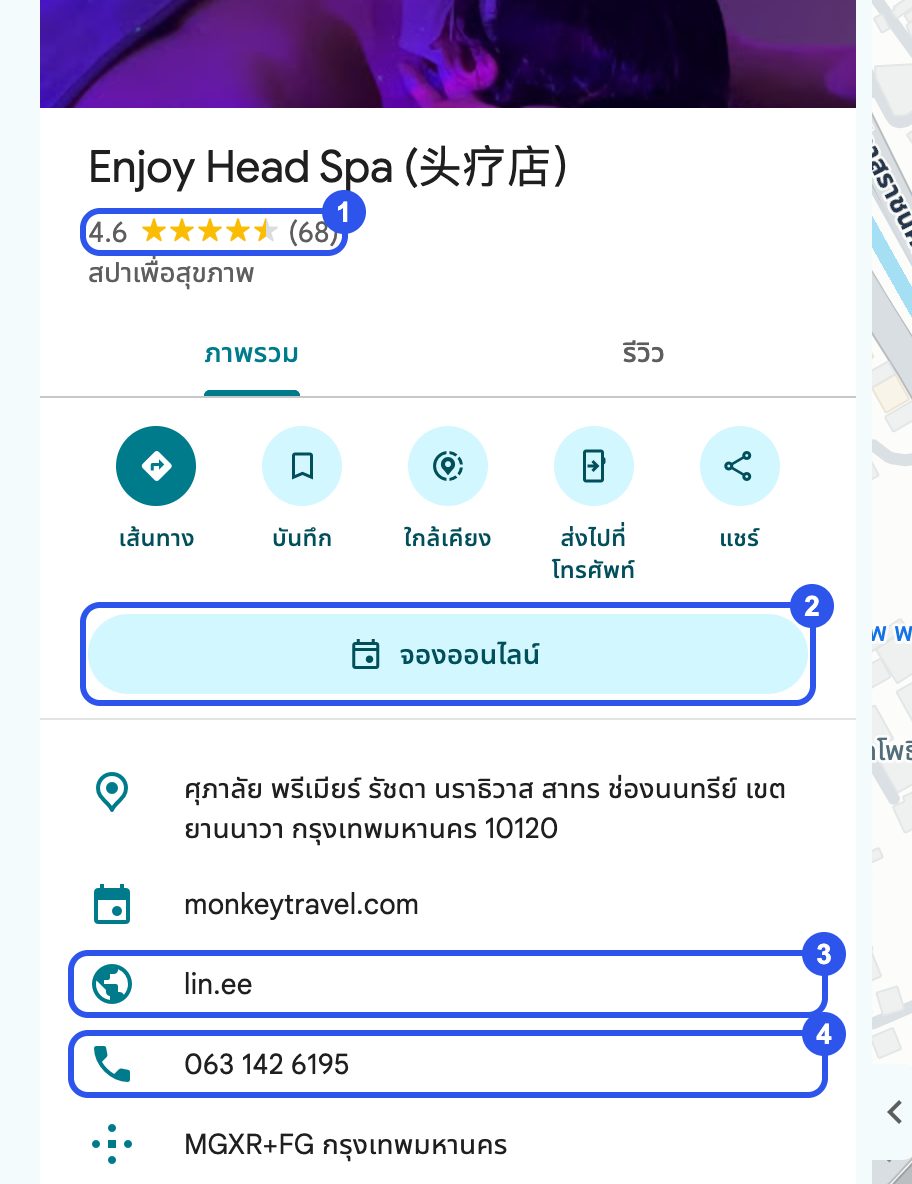 Enjoy Head Spa (头疗店)
4.6 (68)
1
สปาเพื่อสุขภาพ
ภาพรวม รีวิว
เส้นทาง บันทึก ใกล้เคียง ส่งไปที่ แชร์
โทรศัพท์
2
จองออนไลน์
ศุภาลัย พรีเมียร์ รัชดา นราธิวาส สาทร ช่องนนทรีย์ เขต
ยานนาวา กรุงเทพมหานคร 10120
monkeytravel.com
3
lin.ee
4
063 142 6195
MGXR+FG กรุงเทพมหานคร